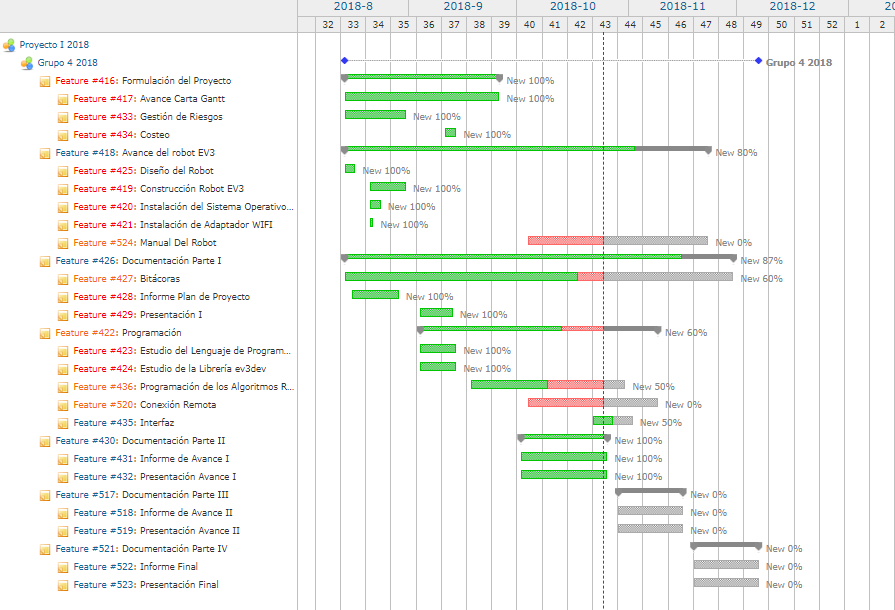 2018-8 2018-9 2018-10 2018-11 2018-12 20
32 33 34 35 36 37 38 39 40 41 42 43 44 45 46 47 48 49 50 51 52 1 2
Proyecto I 2018
Grupo 4 2018 Grupo 4 2018
Feature #416: Formulación del Proyecto New 100%
Feature #417: Avance Carta Gantt New 100%
Feature #433: Gestión de Riesgos New 100%
Feature #434: Costeo New 100%
Feature #418: Avance del robot EV3 New 80%
Feature #425: Diseño del Robot New 100%
Feature #419: Construcción Robot EV3 New 100%
Feature #420: Instalación del Sistema Operativo... New 100%
Feature #421: Instalación de Adaptador WIFI New 100%
Feature #524: Manual Del Robot New 0%
Feature #426: Documentación Parte I New 87%
Feature #427: Bitácoras New 60%
Feature #428: Informe Plan de Proyecto New 100%
Feature #429: Presentación I New 100%
Feature #422: Programación New 60%
Feature #423: Estudio del Lenguaje de Program... New 100%
Feature #424: Estudio de la Librería ev3dev New 100%
Feature #436: Programación de los Algoritmos R... New 50%
Feature #520: Conexión Remota New 0%
Feature #435: Interfaz New 50%
Feature #430: Documentación Parte II New 100%
Feature #431: Informe de Avance I New 100%
Feature #432: Presentación Avance I New 100%
Feature #517: Documentación Parte III New 0%
Feature #518: Informe de Avance II New 0%
Feature #519: Presentación Avance II New 0%
Feature #521: Documentación Parte IV New 0%
Feature #522: Informe Final New 0%
Feature #523: Presentación Final New 0%